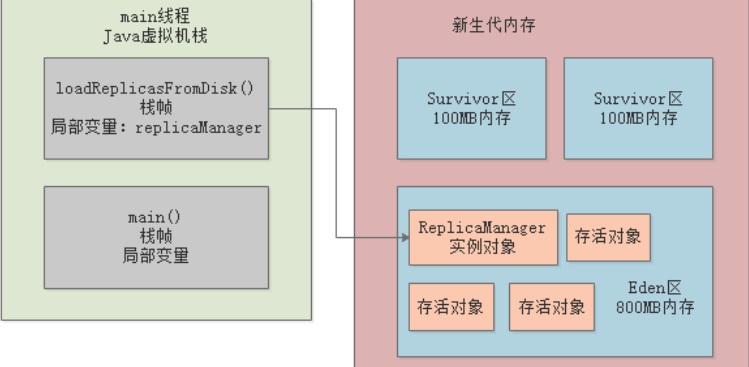 main线程
Java虚拟机栈
loadReplicasFromDisk()
栈帧
局部变量：replicaManager
main()
栈帧
局部变量
新生代内存
Survivor区
100MB内存
Survivor区
100MB内存
ReplicaManager
实例对象
存活对象
存活对象
存活对象
Eden区
800MB内存